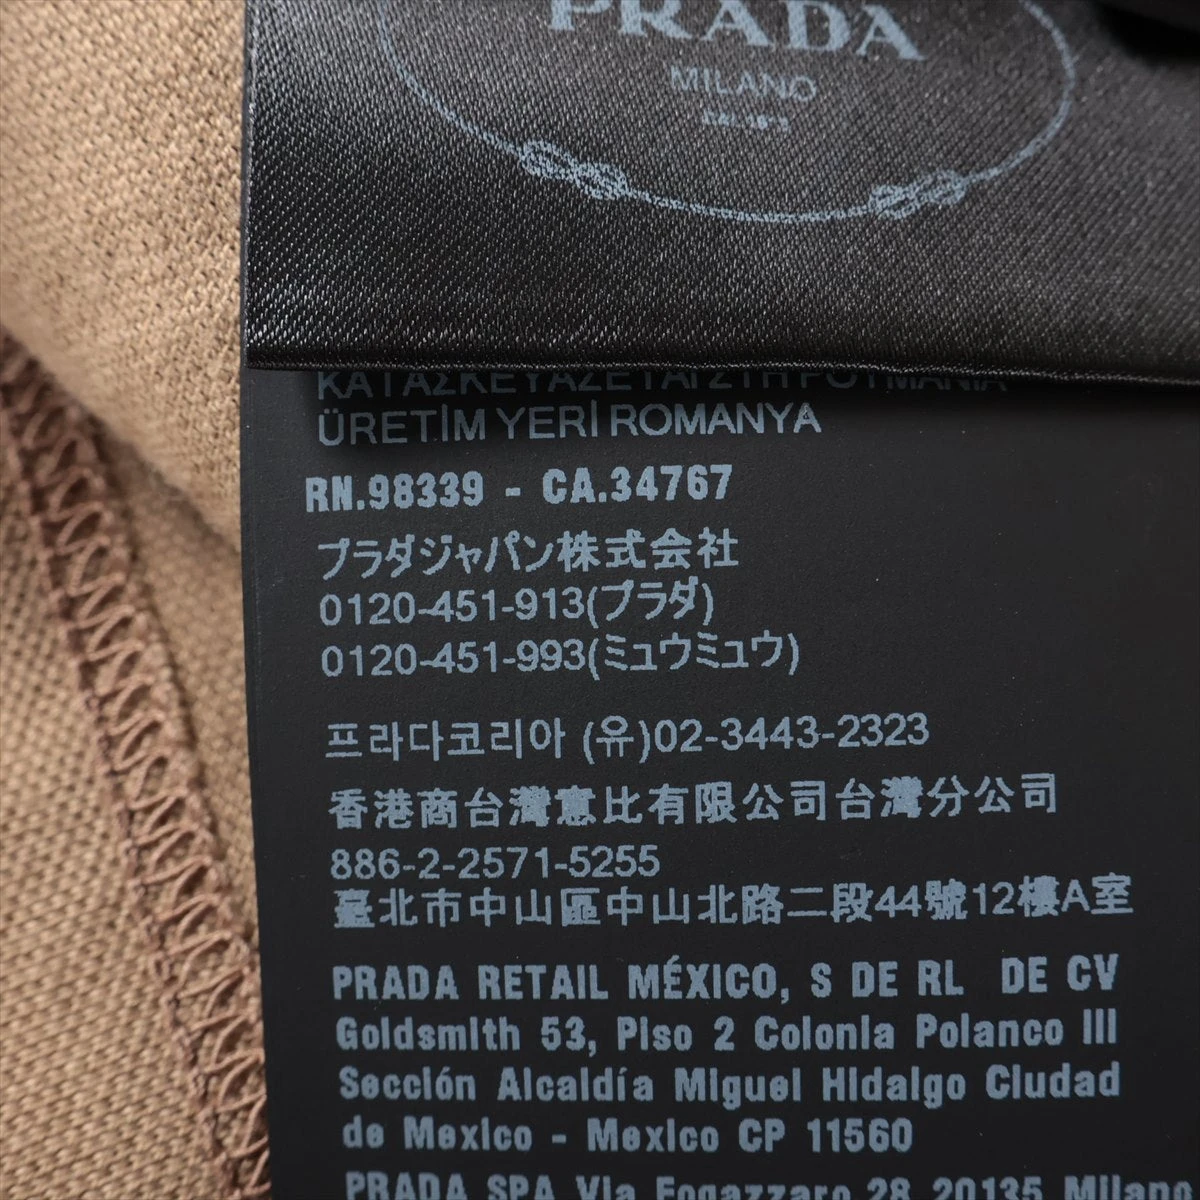 PRADA
MILANO
ΚΑΤΑΣΚΕΥΑΖΕΤΑΙ ΣΤΗ ΡΟΥΜΑΝΙΑ
ÜRETİM YERİ ROMANYA
RN.98339 - CA.34767
プラダジャパン株式会社
0120-451-913(プラダ)
0120-451-993(ミュウミュウ)
프라다코리아 (유)02-3443-2323
香港商台灣意比有限公司台灣分公司
886-2-2571-5255
臺北市中山區中山北路二段44號12樓A室
PRADA RETAIL MÉXICO, S DE RL DE CV
Goldsmith 53, Piso 2 Colonia Polanco III
Sección Alcaldía Miguel Hidalgo Ciudad
de Mexico - Mexico CP 11560
PRADA SPA Via Fogazzaro 28 20135 Milano